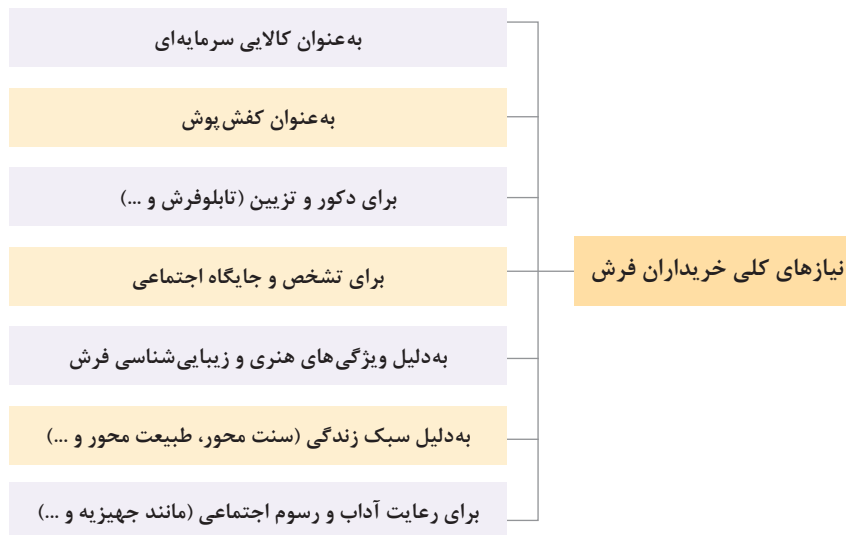 نیازهای کلی خریداران فرش
به‌عنوان کالایی سرمایه‌ای
به‌عنوان کفش‌پوش
برای دکور و تزیین (تابلوفرش و ...)
برای تشخص و جایگاه اجتماعی
به‌دلیل ویژگی‌های هنری و زیبایی‌شناسی فرش
به‌دلیل سبک زندگی (سنت محور، طبیعت محور و ...)
برای رعایت آداب و رسوم اجتماعی (مانند جهیزیه و ...)